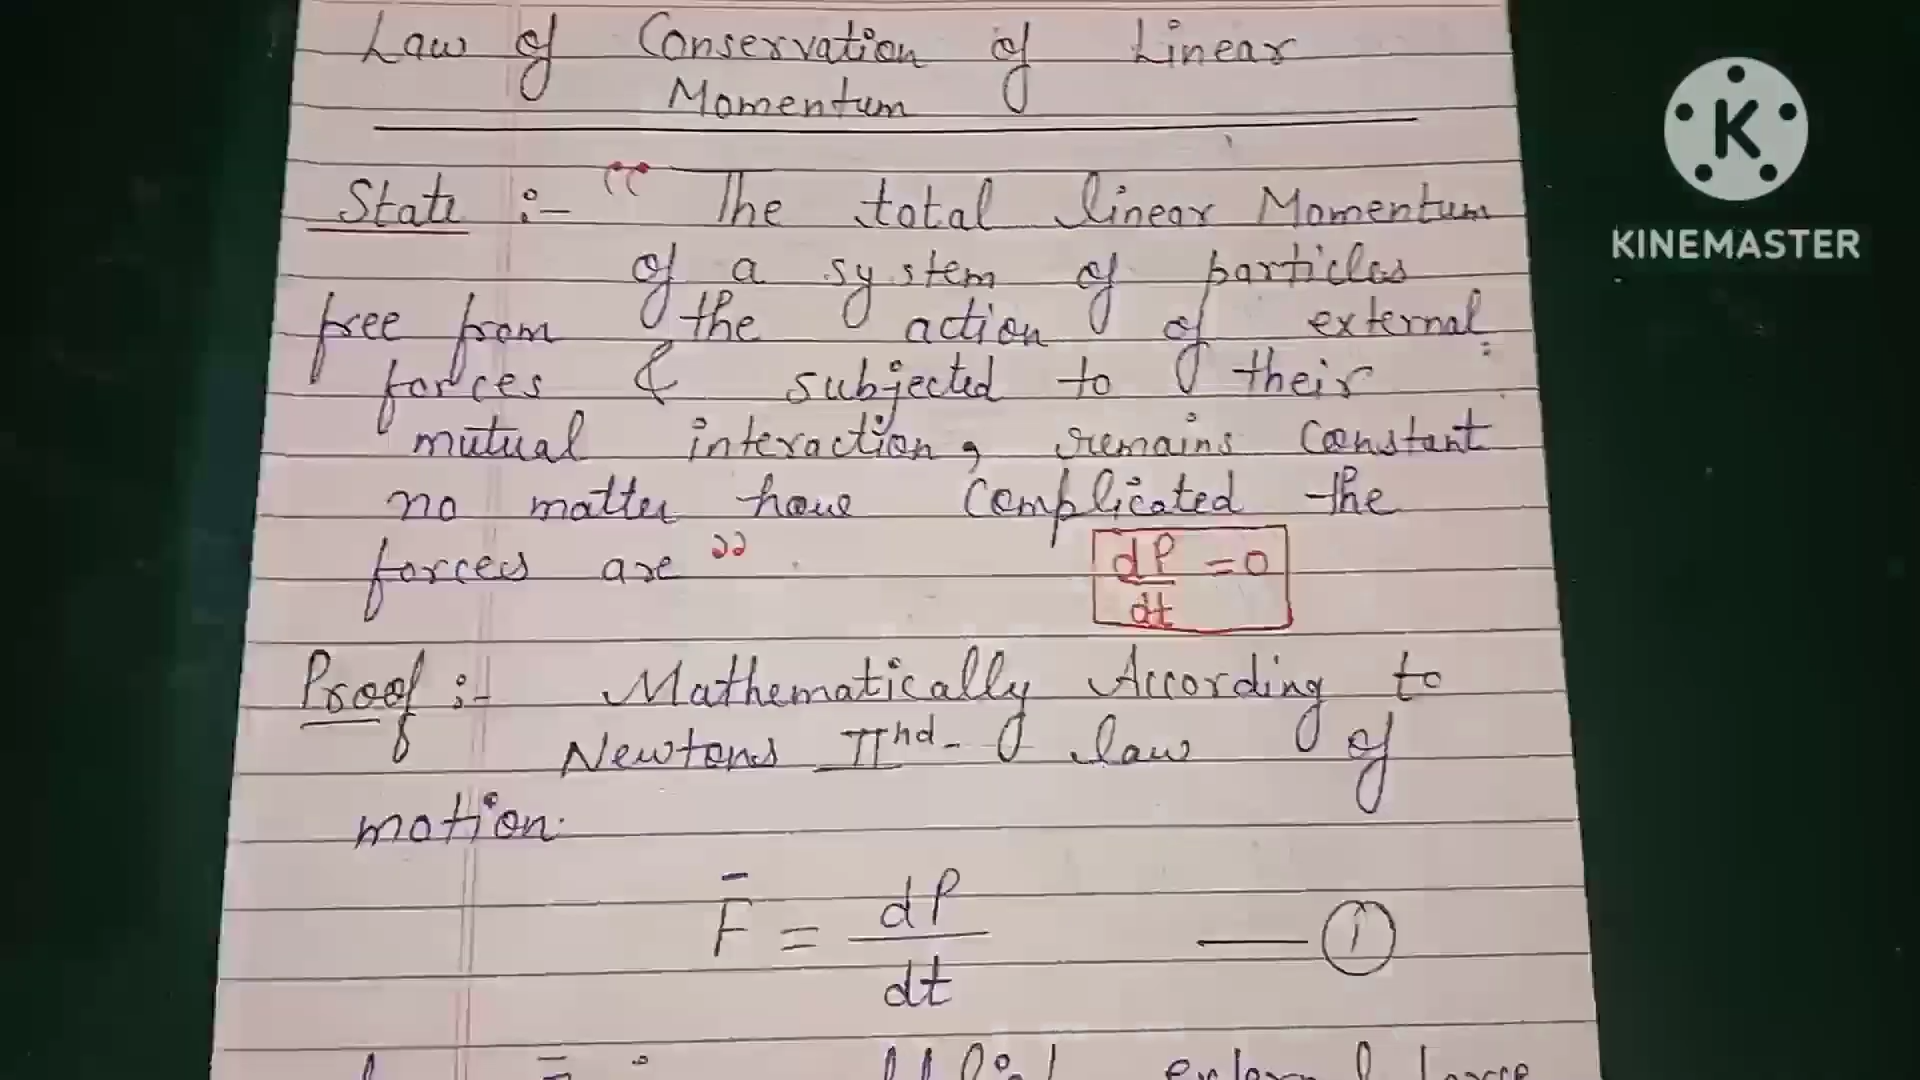 Law of Conservation of Linear
Momentum
State :- “ The total linear Momentum
of a system of particles
free from the action of external
forces & subjected to their
mutual interaction, remains constant
no matter how complicated the
forces are ”
dP/dt = 0
Proof :- Mathematically According to
Newtons IInd law of
motion.
F̄ = dP/dt — ①
external force
K
KINEMASTER